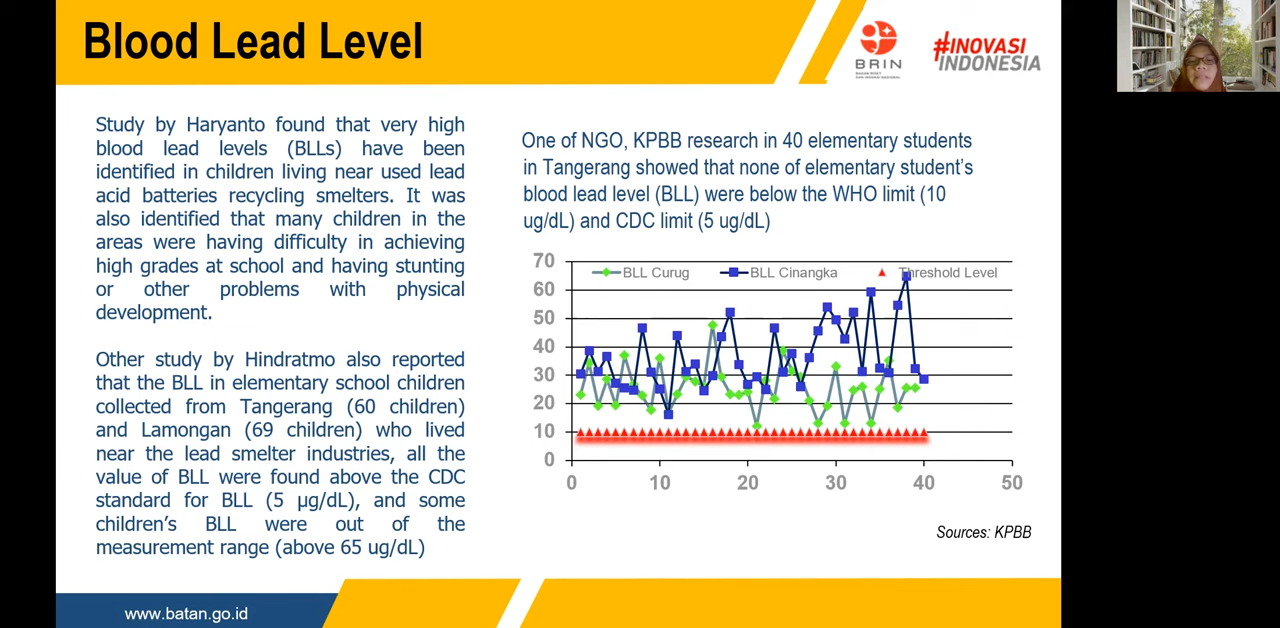 Blood Lead Level
BRIN
BADAN RISET
DAN INOVASI NASIONAL
#INOVASI
INDONESIA
Study by Haryanto found that very high
blood lead levels (BLLs) have been
identified in children living near used lead
acid batteries recycling smelters. It was
also identified that many children in the
areas were having difficulty in achieving
high grades at school and having stunting
or other problems with physical
development.
Other study by Hindratmo also reported
that the BLL in elementary school children
collected from Tangerang (60 children)
and Lamongan (69 children) who lived
near the lead smelter industries, all the
value of BLL were found above the CDC
standard for BLL (5 µg/dL), and some
children's BLL were out of the
measurement range (above 65 ug/dL)
One of NGO, KPBB research in 40 elementary students
in Tangerang showed that none of elementary student's
blood lead level (BLL) were below the WHO limit (10
ug/dL) and CDC limit (5 ug/dL)
BLL Curug BLL Cinangka Threshold Level
70
60
50
40
30
20
10
0
0 10 20 30 40 50
Sources: KPBB
www.batan.go.id